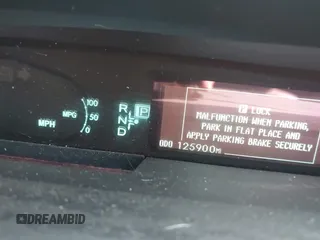 100
MPG 50
MPH 0
R P
N
D
P LOCK
MALFUNCTION WHEN PARKING,
PARK IN FLAT PLACE AND
APPLY PARKING BRAKE SECURELY
ODO 125900MI
DREAMBID